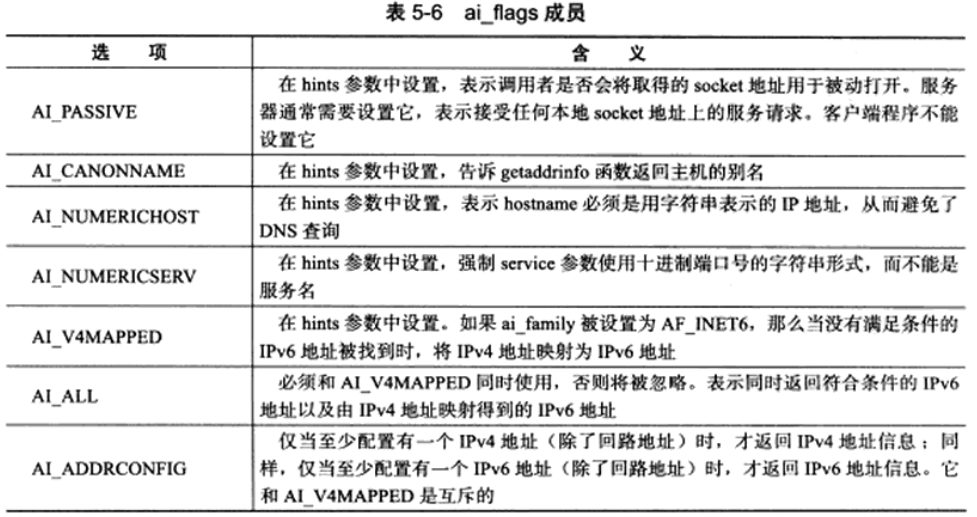 表 5-6 ai_flags 成员
选 项 含 义
AI_PASSIVE
在 hints 参数中设置，表示调用者是否会将取得的 socket 地址用于被动打开。服务
器通常需要设置它，表示接受任何本地 socket 地址上的服务请求。客户端程序不能
设置它
AI_CANONNAME
在 hints 参数中设置，告诉 getaddrinfo 函数返回主机的别名
AI_NUMERICHOST
在 hints 参数中设置，表示 hostname 必须是用字符串表示的 IP 地址，从而避免了
DNS 查询
AI_NUMERICSERV
在 hints 参数中设置，强制 service 参数使用十进制端口号的字符串形式，而不能是
服务名
AI_V4MAPPED
在 hints 参数中设置。如果 ai_family 被设置为 AF_INET6，那么当没有满足条件的
IPv6 地址被找到时，将 IPv4 地址映射为 IPv6 地址
AI_ALL
必须和 AI_V4MAPPED 同时使用，否则将被忽略。表示同时返回符合条件的 IPv6
地址以及由 IPv4 地址映射得到的 IPv6 地址
AI_ADDRCONFIG
仅当至少配置有一个 IPv4 地址（除了回路地址）时，才返回 IPv4 地址信息；同
样，仅当至少配置有一个 IPv6 地址（除了回路地址）时，才返回 IPv6 地址信息。它
和 AI_V4MAPPED 是互斥的